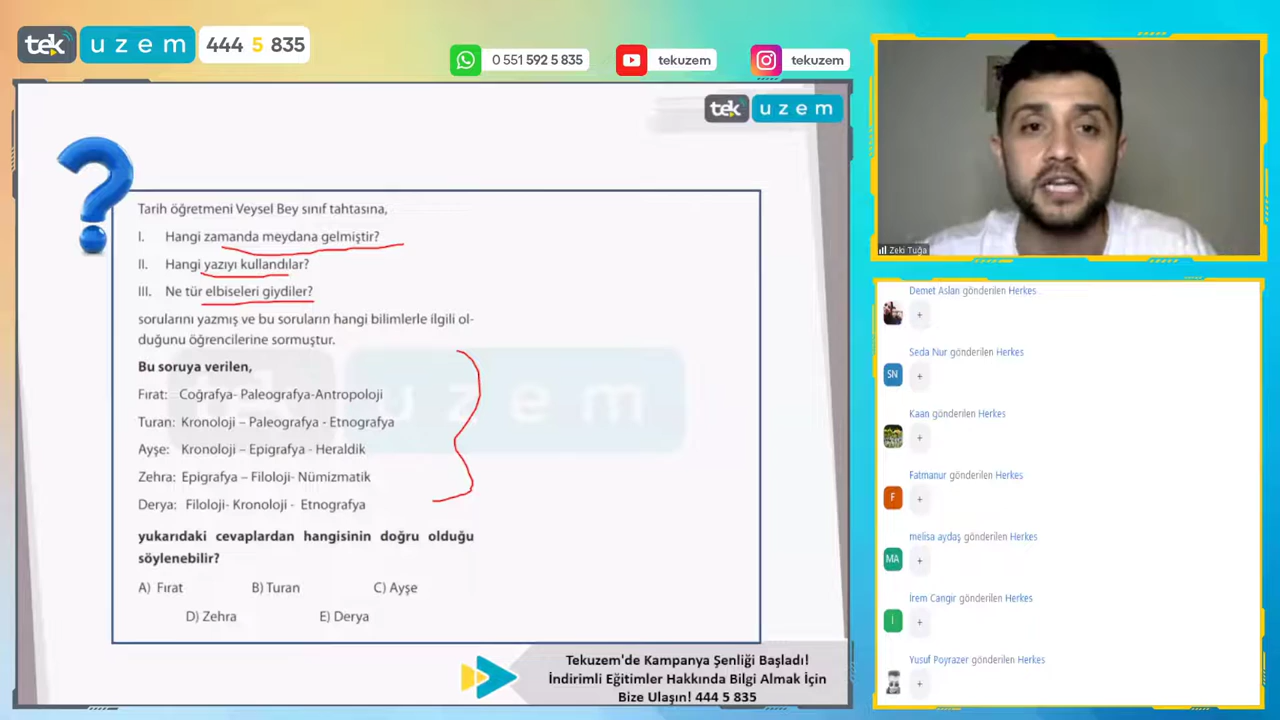 tek uzem 444 5 835
0 551 592 5 835
tekuzem
tekuzem
tek uzem
Tarih öğretmeni Veysel Bey sınıf tahtasına,
I. Hangi zamanda meydana gelmiştir?
II. Hangi yazıyı kullandılar?
III. Ne tür elbiseleri giydiler?
sorularını yazmış ve bu soruların hangi bilimlerle ilgili ol-
duğunu öğrencilerine sormuştur.
Bu soruya verilen,
Fırat: Coğrafya- Paleografya-Antropoloji
Turan: Kronoloji – Paleografya - Etnografya
Ayşe: Kronoloji – Epigrafya - Heraldik
Zehra: Epigrafya – Filoloji- Nümizmatik
Derya: Filoloji- Kronoloji - Etnografya
yukarıdaki cevaplardan hangisinin doğru olduğu
söylenebilir?
A) Fırat B) Turan C) Ayşe
D) Zehra E) Derya
tek uzem
Tekuzem'de Kampanya Şenliği Başladı!
İndirimli Eğitimler Hakkında Bilgi Almak İçin
Bize Ulaşın! 444 5 835
Zeki Tuğa
Demet Aslan gönderilen Herkes
+
Seda Nur gönderilen Herkes
SN +
Kaan gönderilen Herkes
+
Fatmanur gönderilen Herkes
F +
melisa aydaş gönderilen Herkes
MA +
İrem Cangir gönderilen Herkes
I +
Yusuf Poyrazer gönderilen Herkes
+